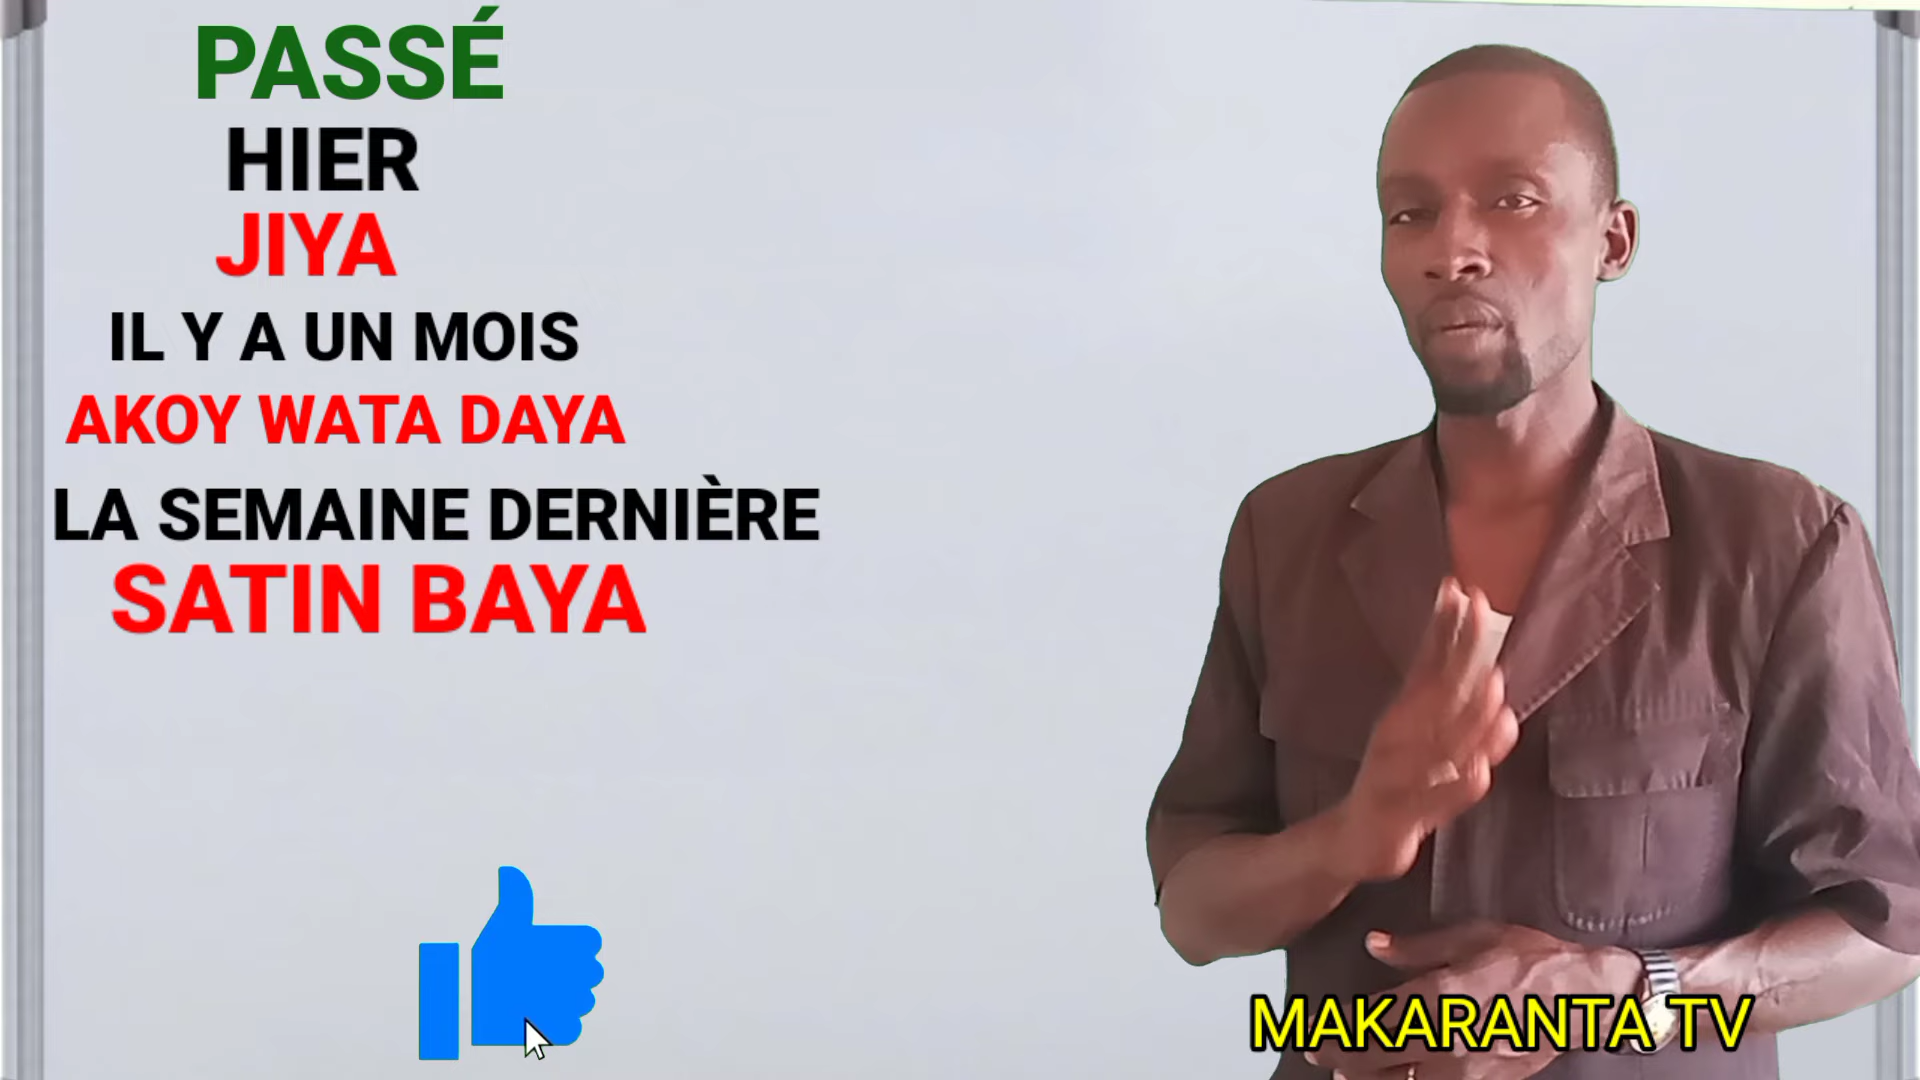 PASSÉ
HIER
JIYA
IL Y A UN MOIS
AKOY WATA DAYA
LA SEMAINE DERNIÈRE
SATIN BAYA
MAKARANTA TV